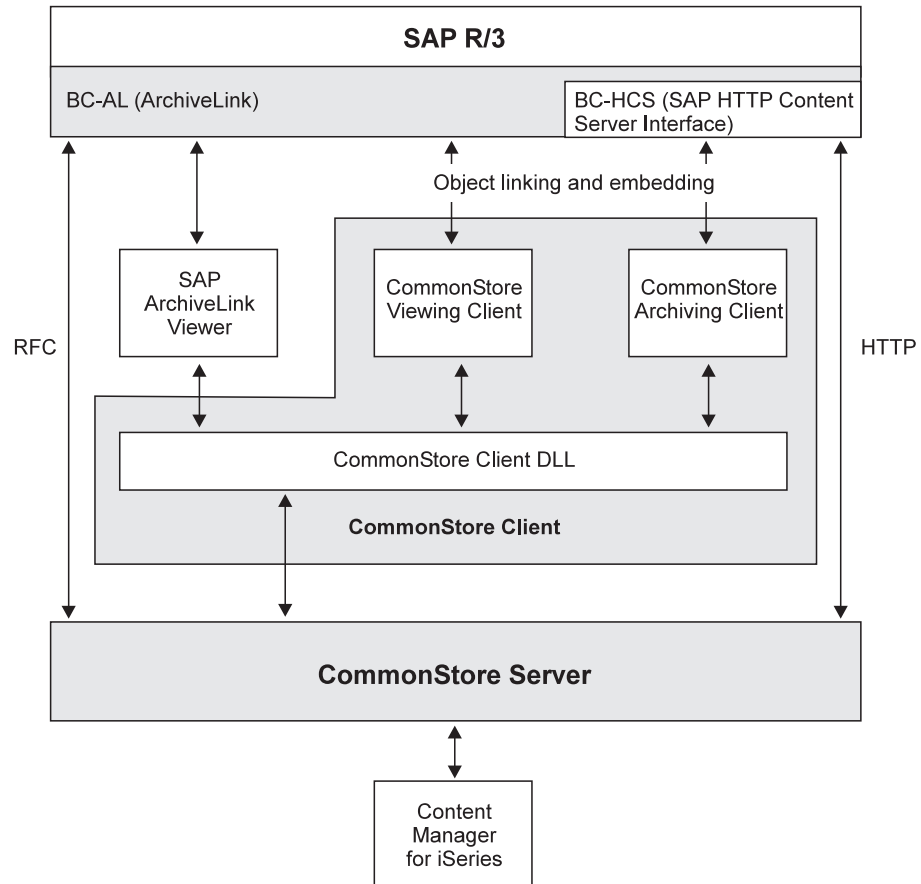 SAP R/3
BC-AL (ArchiveLink)
BC-HCS (SAP HTTP Content
Server Interface)
Object linking and embedding
SAP
ArchiveLink
Viewer
CommonStore
Viewing Client
CommonStore
Archiving Client
RFC
HTTP
CommonStore Client DLL
CommonStore Client
CommonStore Server
Content
Manager
for iSeries